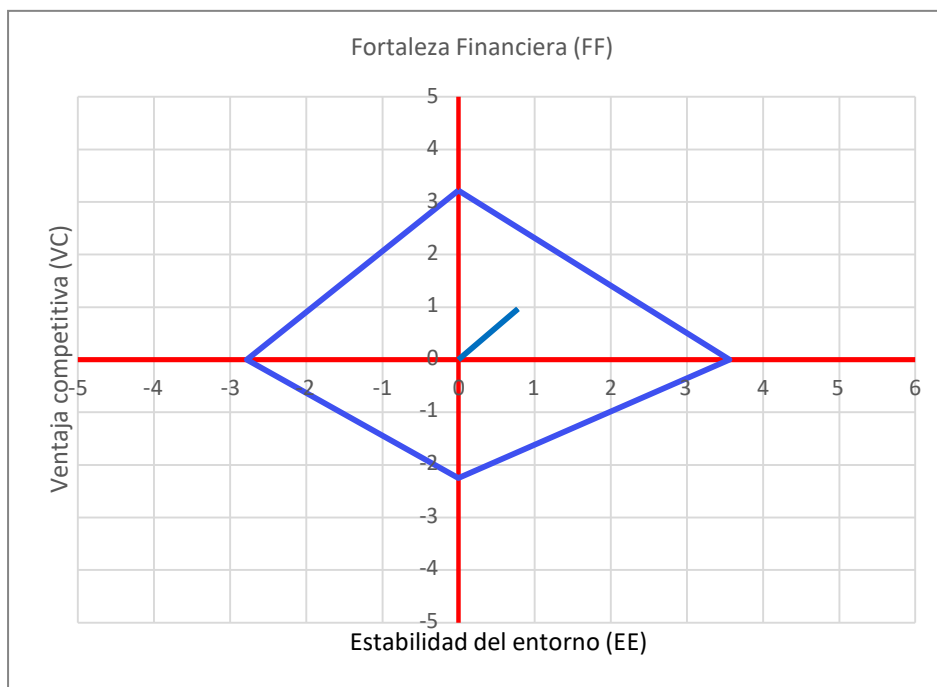 Fortaleza Financiera (FF)
5
4
3
2
1
0
-5 -4 -3 -2 -1 0 1 2 3 4 5 6
-1
-2
-3
-4
-5
Ventaja competitiva (VC)
Estabilidad del entorno (EE)